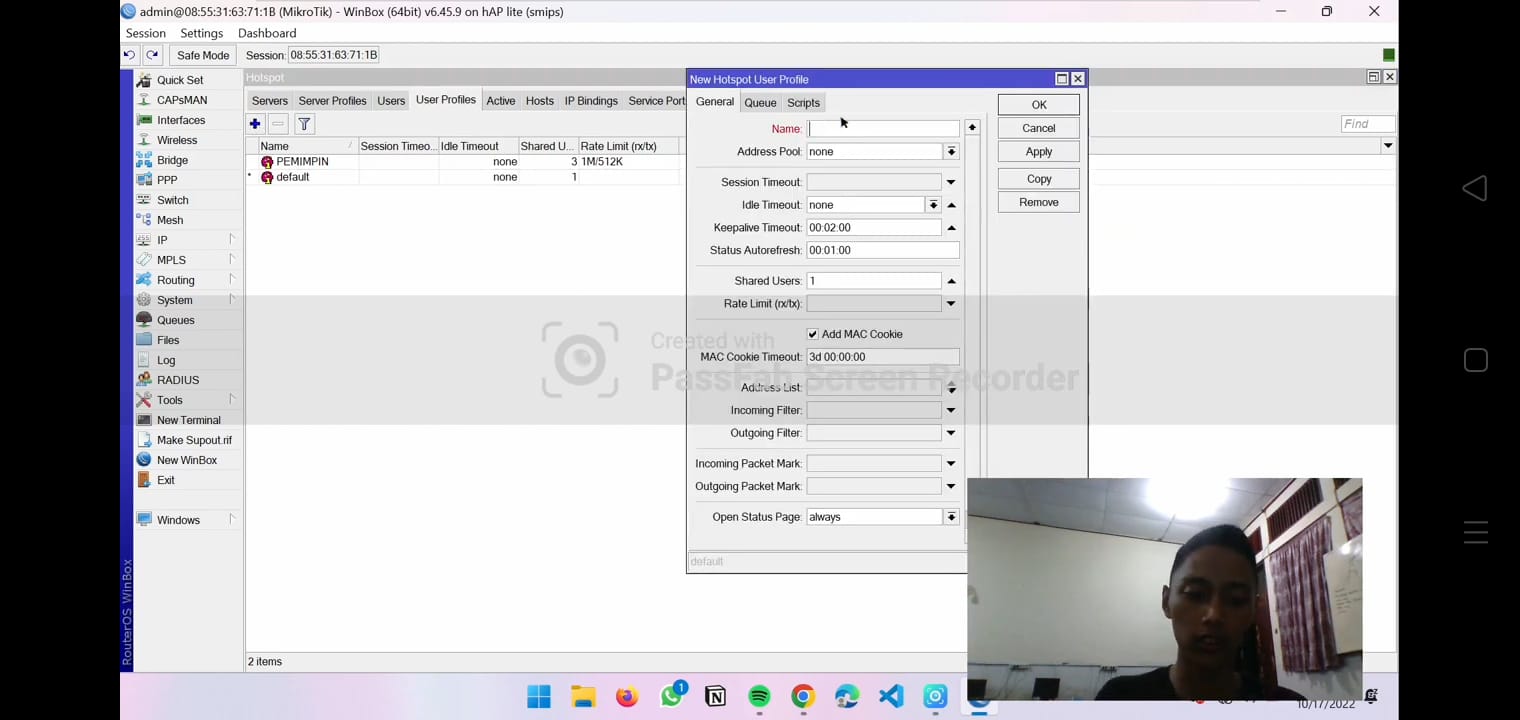 admin@08:55:31:63:71:1B (MikroTik) - WinBox (64bit) v6.45.9 on hAP lite (smips)
Session Settings Dashboard
Safe Mode Session: 08:55:31:63:71:1B
Quick Set
CAPsMAN
Interfaces
Wireless
Bridge
PPP
Switch
Mesh
IP
MPLS
Routing
System
Queues
Files
Log
RADIUS
Tools
New Terminal
Make Supout.rif
New WinBox
Exit
Windows
RouterOS WinBox
Hotspot
Servers Server Profiles Users User Profiles Active Hosts IP Bindings Service Port
Find
Name Session Timeo... Idle Timeout Shared U... Rate Limit (rx/tx)
PEMIMPIN none 3 1M/512K
* default none 1
2 items
New Hotspot User Profile
General Queue Scripts
Name:
Address Pool: none
Session Timeout:
Idle Timeout: none
Keepalive Timeout: 00:02:00
Status Autorefresh: 00:01:00
Shared Users: 1
Rate Limit (rx/tx):
Add MAC Cookie
MAC Cookie Timeout: 3d 00:00:00
Address List:
Incoming Filter:
Outgoing Filter:
Incoming Packet Mark:
Outgoing Packet Mark:
Open Status Page: always
default
OK
Cancel
Apply
Copy
Remove
Created with
PassFab Screen Recorder
1
10/17/2022